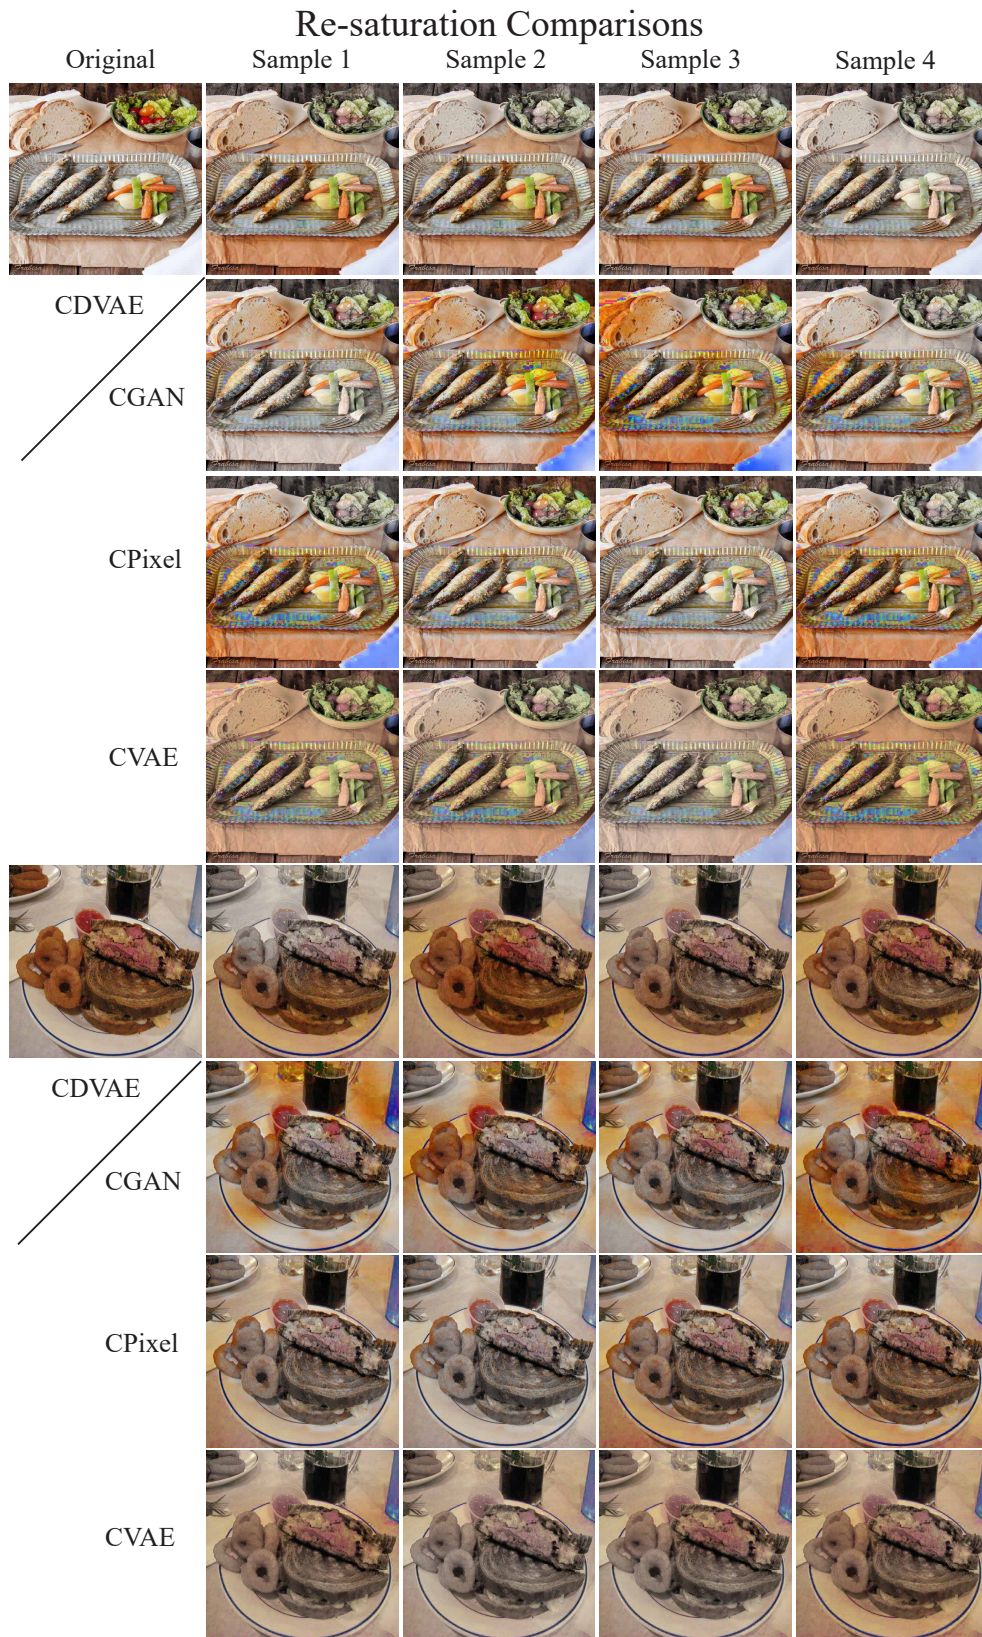 Re-saturation Comparisons
Original Sample 1 Sample 2 Sample 3 Sample 4
CDVAE
CGAN
CPixel
CVAE
CDVAE
CGAN
CPixel
CVAE